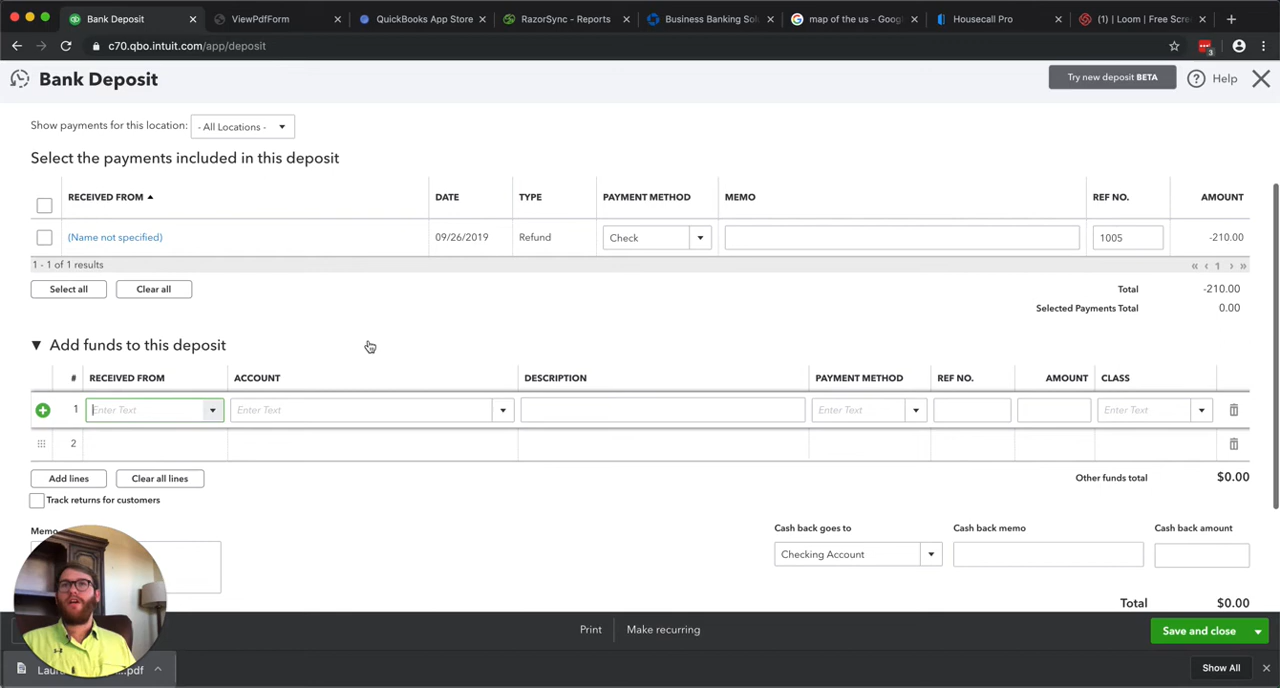 Bank Deposit
ViewPdfForm
QuickBooks App Store
RazorSync - Reports
Business Banking Sol
map of the us - Goog
Housecall Pro
(1) | Loom | Free Scre
c70.qbo.intuit.com/app/deposit
3
Bank Deposit
Try new deposit BETA
Help
Show payments for this location: - All Locations -
Select the payments included in this deposit
RECEIVED FROM DATE TYPE PAYMENT METHOD MEMO REF NO. AMOUNT
(Name not specified) 09/26/2019 Refund Check 1005 -210.00
1 - 1 of 1 results « ‹ 1 › »
Select all Clear all Total -210.00
Selected Payments Total 0.00
Add funds to this deposit
# RECEIVED FROM ACCOUNT DESCRIPTION PAYMENT METHOD REF NO. AMOUNT CLASS
1 Enter Text Enter Text Enter Text Enter Text
2
Add lines Clear all lines Other funds total $0.00
Track returns for customers
Memo Cash back goes to Cash back memo Cash back amount
Checking Account
Total $0.00
Print Make recurring Save and close
.pdf Show All